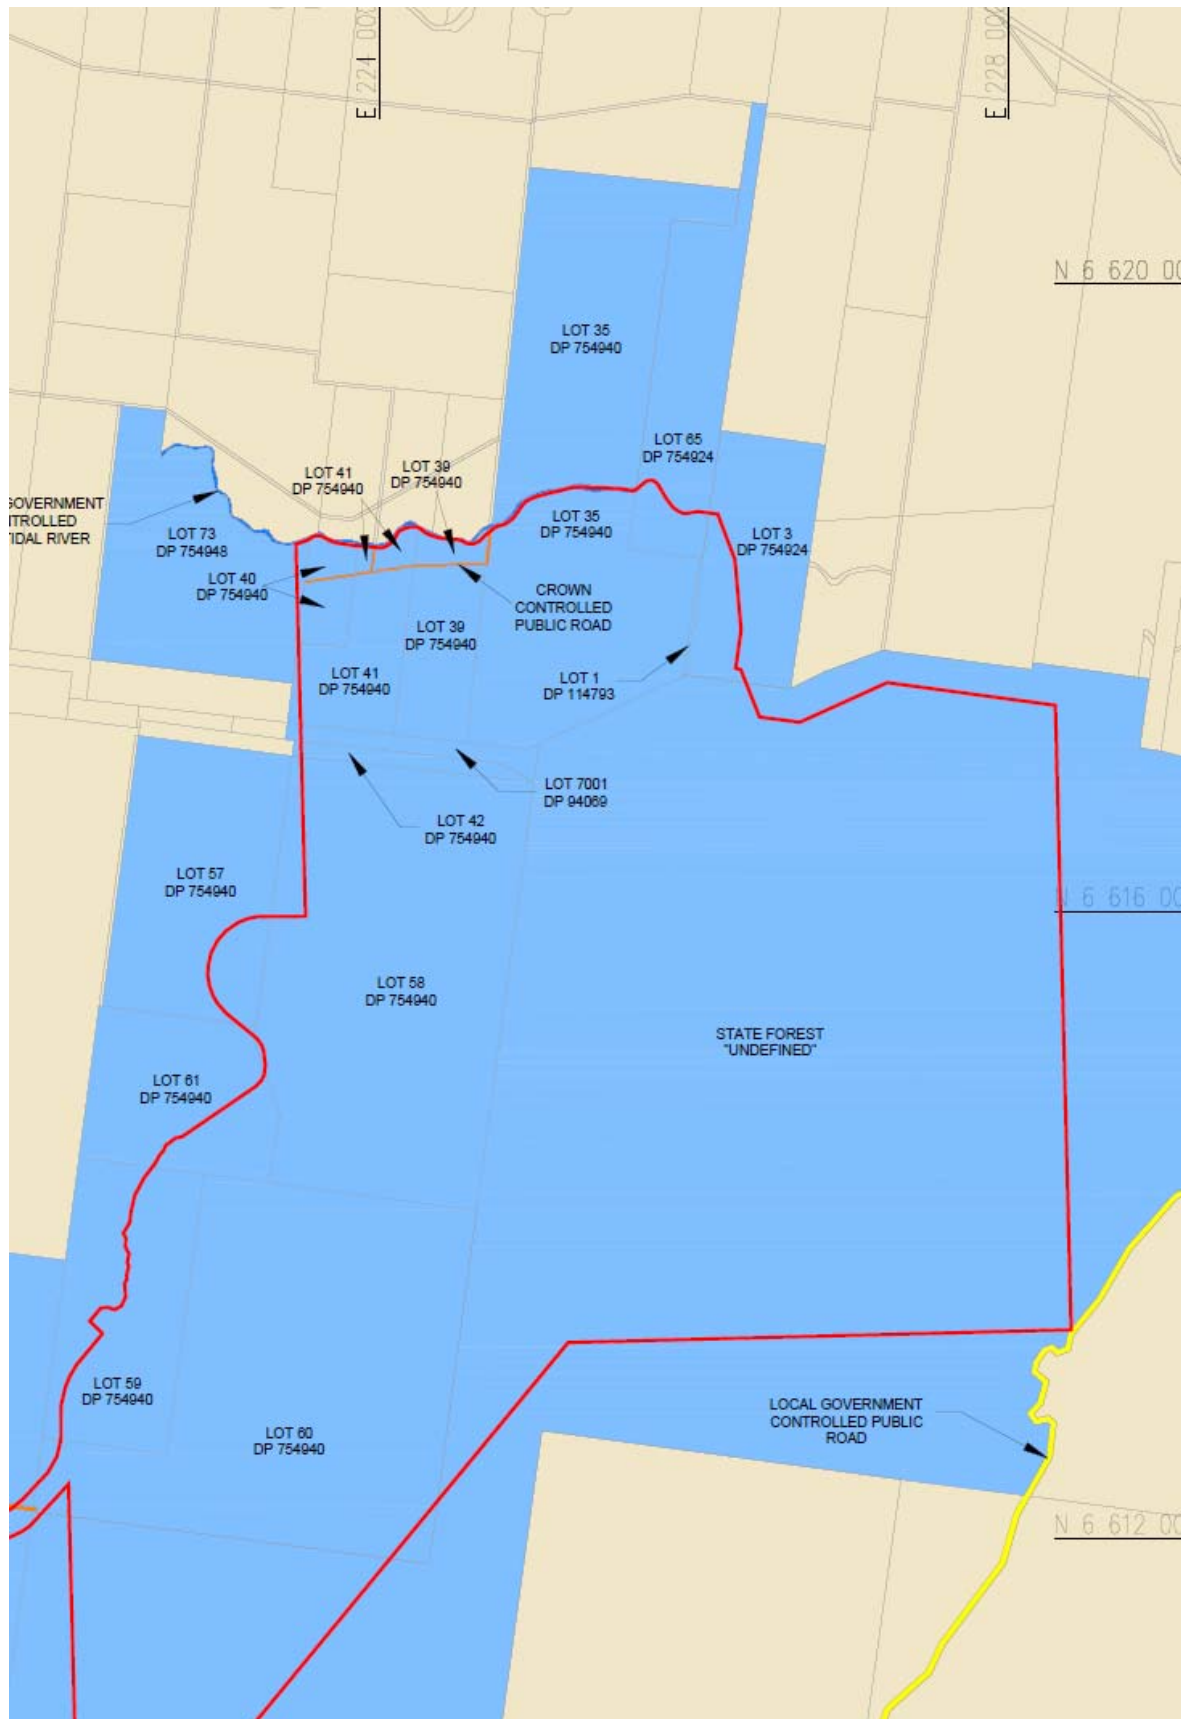 E 224 00
E 228 00
N 6 620 00
LOT 35
DP 754940
LOT 65
DP 754924
LOT 41
DP 754940
LOT 39
DP 754940
GOVERNMENT
NTROLLED
TIDAL RIVER
LOT 73
DP 754948
LOT 35
DP 754940
LOT 3
DP 754924
LOT 40
DP 754940
CROWN
CONTROLLED
PUBLIC ROAD
LOT 39
DP 754940
LOT 41
DP 754940
LOT 1
DP 114793
LOT 7001
DP 94069
LOT 42
DP 754940
LOT 57
DP 754940
N 6 616 00
LOT 58
DP 754940
STATE FOREST
"UNDEFINED"
LOT 61
DP 754940
LOT 59
DP 754940
LOCAL GOVERNMENT
CONTROLLED PUBLIC
ROAD
LOT 60
DP 754940
N 6 612 00